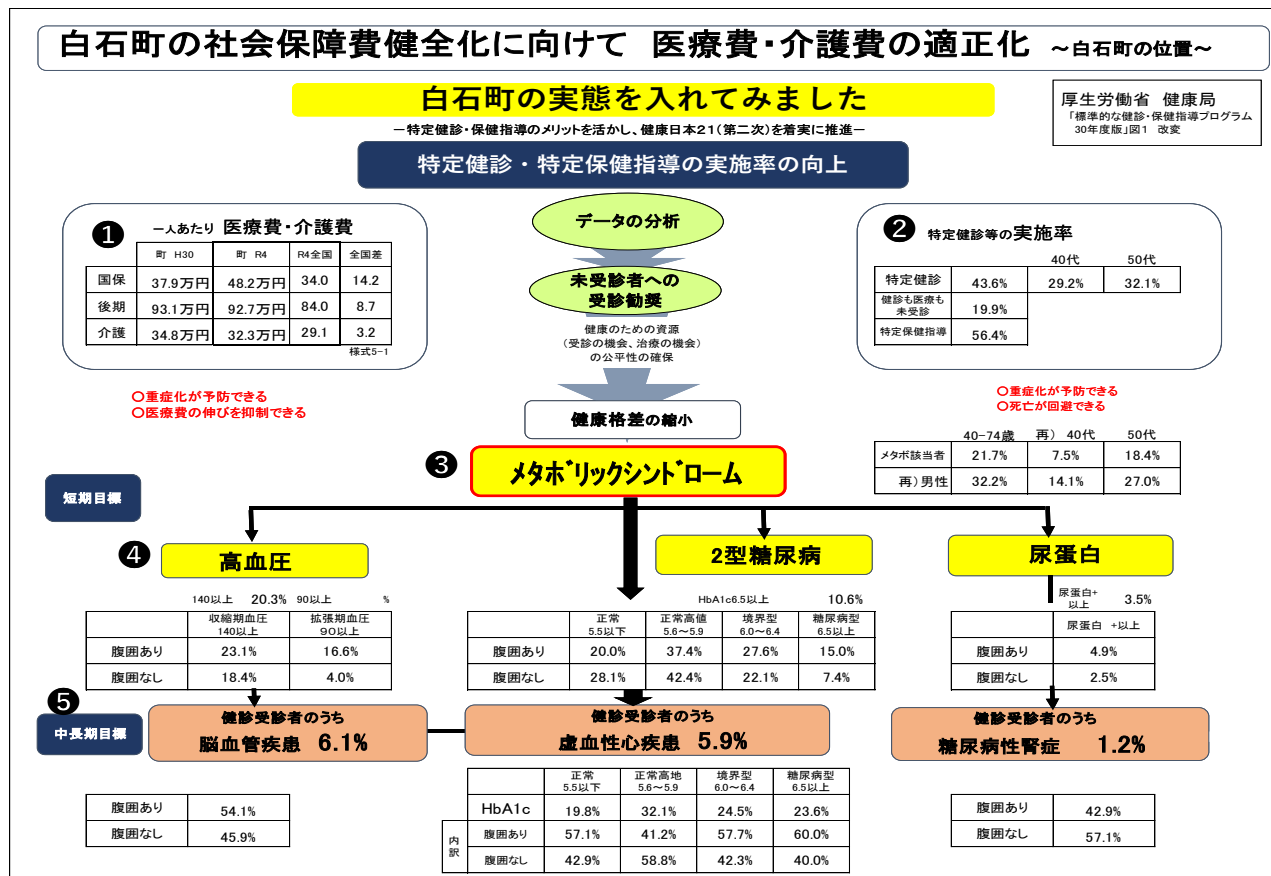 白石町の社会保障費健全化に向けて 医療費・介護費の適正化 ～白石町の位置～
白石町の実態を入れてみました
－特定健診・保健指導のメリットを活かし、健康日本21(第二次)を着実に推進－
厚生労働省 健康局
「標準的な健診・保健指導プログラム
30年度版」図1 改変
特定健診・特定保健指導の実施率の向上
❶ 一人あたり 医療費・介護費
町 H30 町 R4 R4全国 全国差
国保 37.9万円 48.2万円 34.0 14.2
後期 93.1万円 92.7万円 84.0 8.7
介護 34.8万円 32.3万円 29.1 3.2
様式5-1
〇重症化が予防できる
〇医療費の伸びを抑制できる
データの分析
未受診者への
受診勧奨
健康のための資源
(受診の機会、治療の機会)
の公平性の確保
健康格差の縮小
❷ 特定健診等の実施率
40代 50代
特定健診 43.6% 29.2% 32.1%
健診も医療も
未受診 19.9%
特定保健指導 56.4%
〇重症化が予防できる
〇死亡が回避できる
40-74歳 再） 40代 50代
メタボ該当者 21.7% 7.5% 18.4%
再）男性 32.2% 14.1% 27.0%
❸ メタボリックシンドローム
短期目標
❹ 高血圧
140以上 20.3% 90以上 %
収縮期血圧
140以上
拡張期血圧
90以上
腹囲あり 23.1% 16.6%
腹囲なし 18.4% 4.0%
2型糖尿病
HbA1c6.5以上 10.6%
正常
5.5以下
正常高値
5.6～5.9
境界型
6.0～6.4
糖尿病型
6.5以上
腹囲あり 20.0% 37.4% 27.6% 15.0%
腹囲なし 28.1% 42.4% 22.1% 7.4%
尿蛋白
尿蛋白+
以上 3.5%
尿蛋白 +以上
腹囲あり 4.9%
腹囲なし 2.5%
❺
中長期目標
健診受診者のうち
脳血管疾患 6.1%
健診受診者のうち
虚血性心疾患 5.9%
健診受診者のうち
糖尿病性腎症 1.2%
腹囲あり 54.1%
腹囲なし 45.9%
正常
5.5以下
正常高地
5.6～5.9
境界型
6.0～6.4
糖尿病型
6.5以上
HbA1c 19.8% 32.1% 24.5% 23.6%
内訳
腹囲あり 57.1% 41.2% 57.7% 60.0%
腹囲なし 42.9% 58.8% 42.3% 40.0%
腹囲あり 42.9%
腹囲なし 57.1%